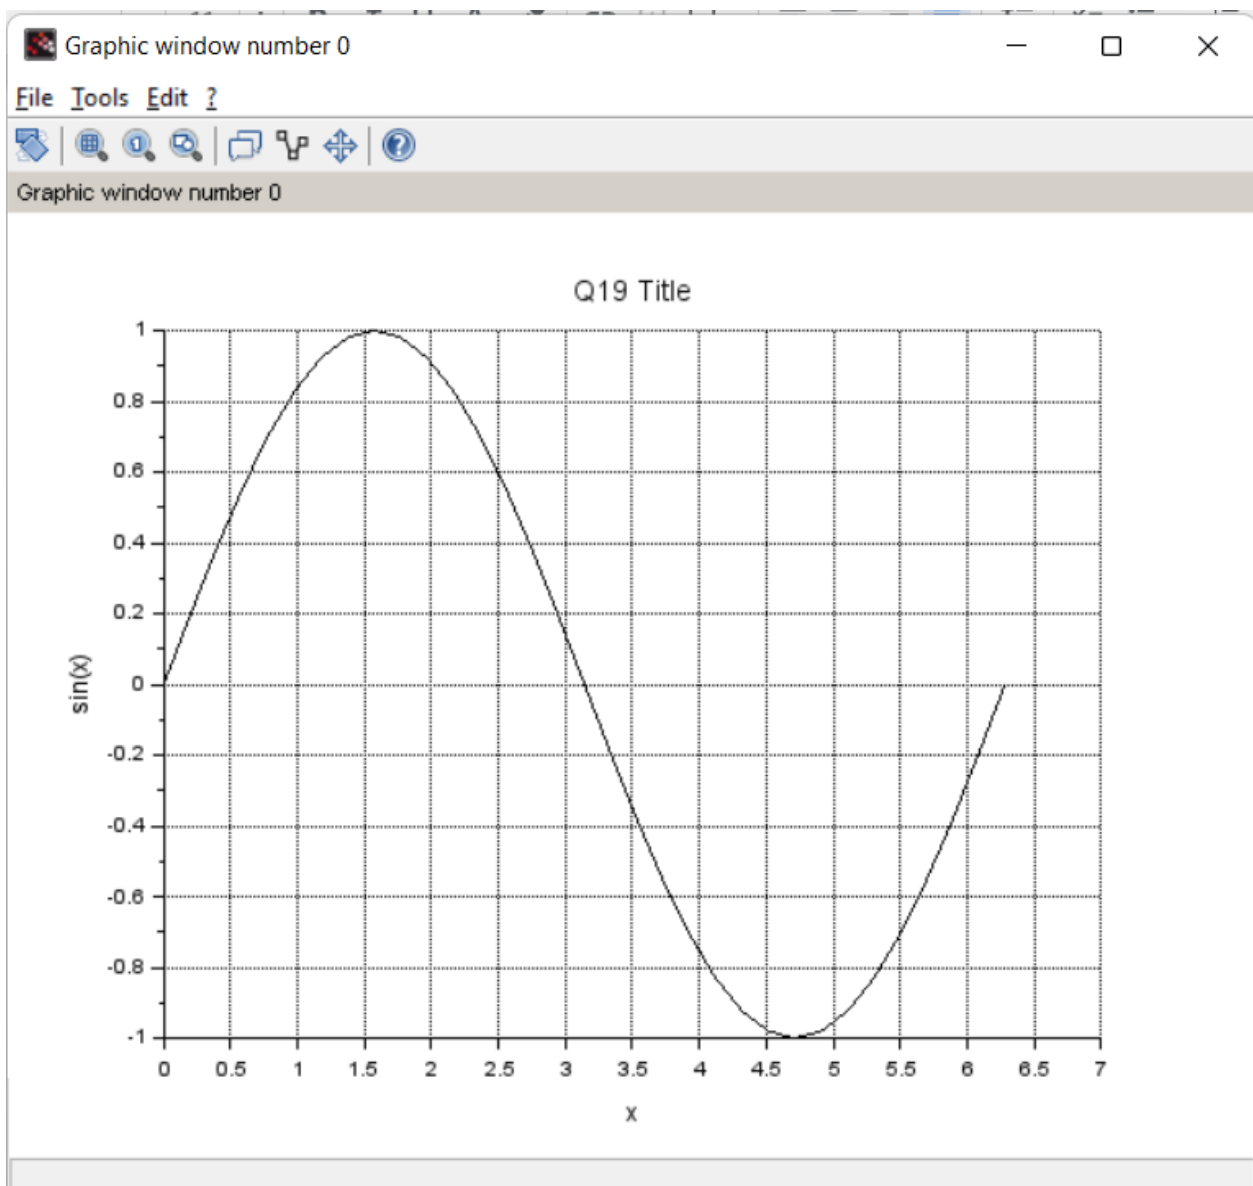 Graphic window number 0
File Tools Edit ?
Graphic window number 0
Q19 Title
1
0.8
0.6
0.4
0.2
0
-0.2
-0.4
-0.6
-0.8
-1
sin(x)
0 0.5 1 1.5 2 2.5 3 3.5 4 4.5 5 5.5 6 6.5 7
x